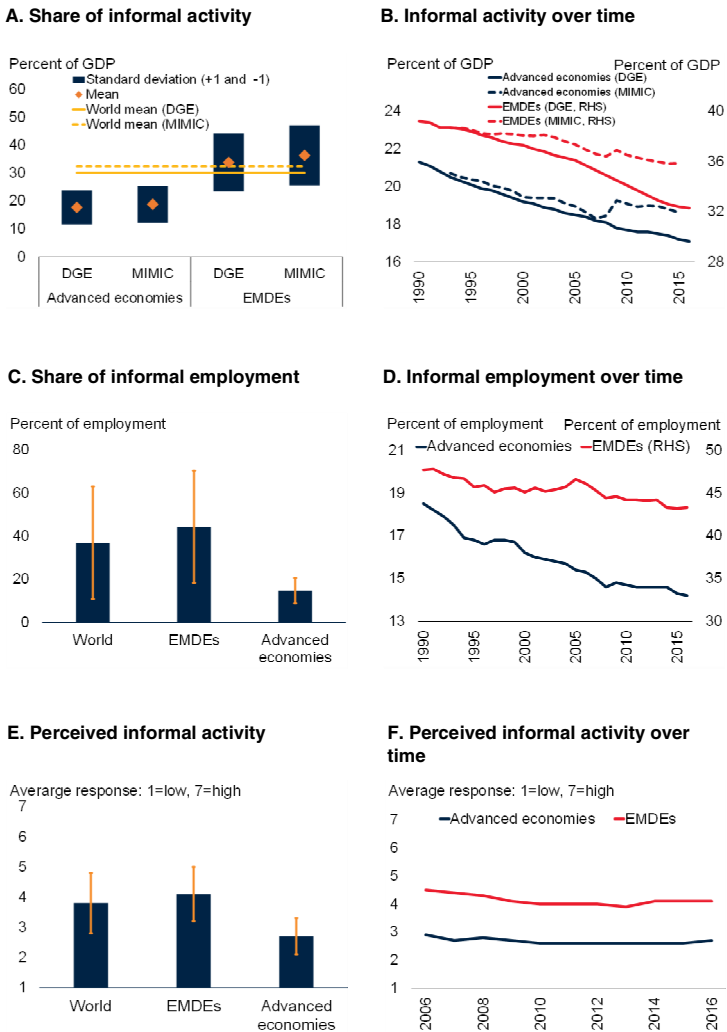 A. Share of informal activity
Percent of GDP
Standard deviation (+1 and -1)
Mean
World mean (DGE)
World mean (MIMIC)
60
50
40
30
20
10
0
DGE MIMIC DGE MIMIC
Advanced economies EMDEs
B. Informal activity over time
Percent of GDP Percent of GDP
Advanced economies (DGE)
Advanced economies (MIMIC)
EMDEs (DGE, RHS)
EMDEs (MIMIC, RHS)
24 40
22 36
20
18 32
16 28
1990 1995 2000 2005 2010 2015
C. Share of informal employment
Percent of employment
80
60
40
20
0
World EMDEs Advanced
economies
D. Informal employment over time
Percent of employment Percent of employment
Advanced economies EMDEs (RHS)
21 50
19 45
17 40
15 35
13 30
1990 1995 2000 2005 2010 2015
E. Perceived informal activity
Averarge response: 1=low, 7=high
7
6
5
4
3
2
1
World EMDEs Advanced
economies
F. Perceived informal activity over
time
Average response: 1=low, 7=high
Advanced economies EMDEs
7
6
5
4
3
2
1
2006 2008 2010 2012 2014 2016